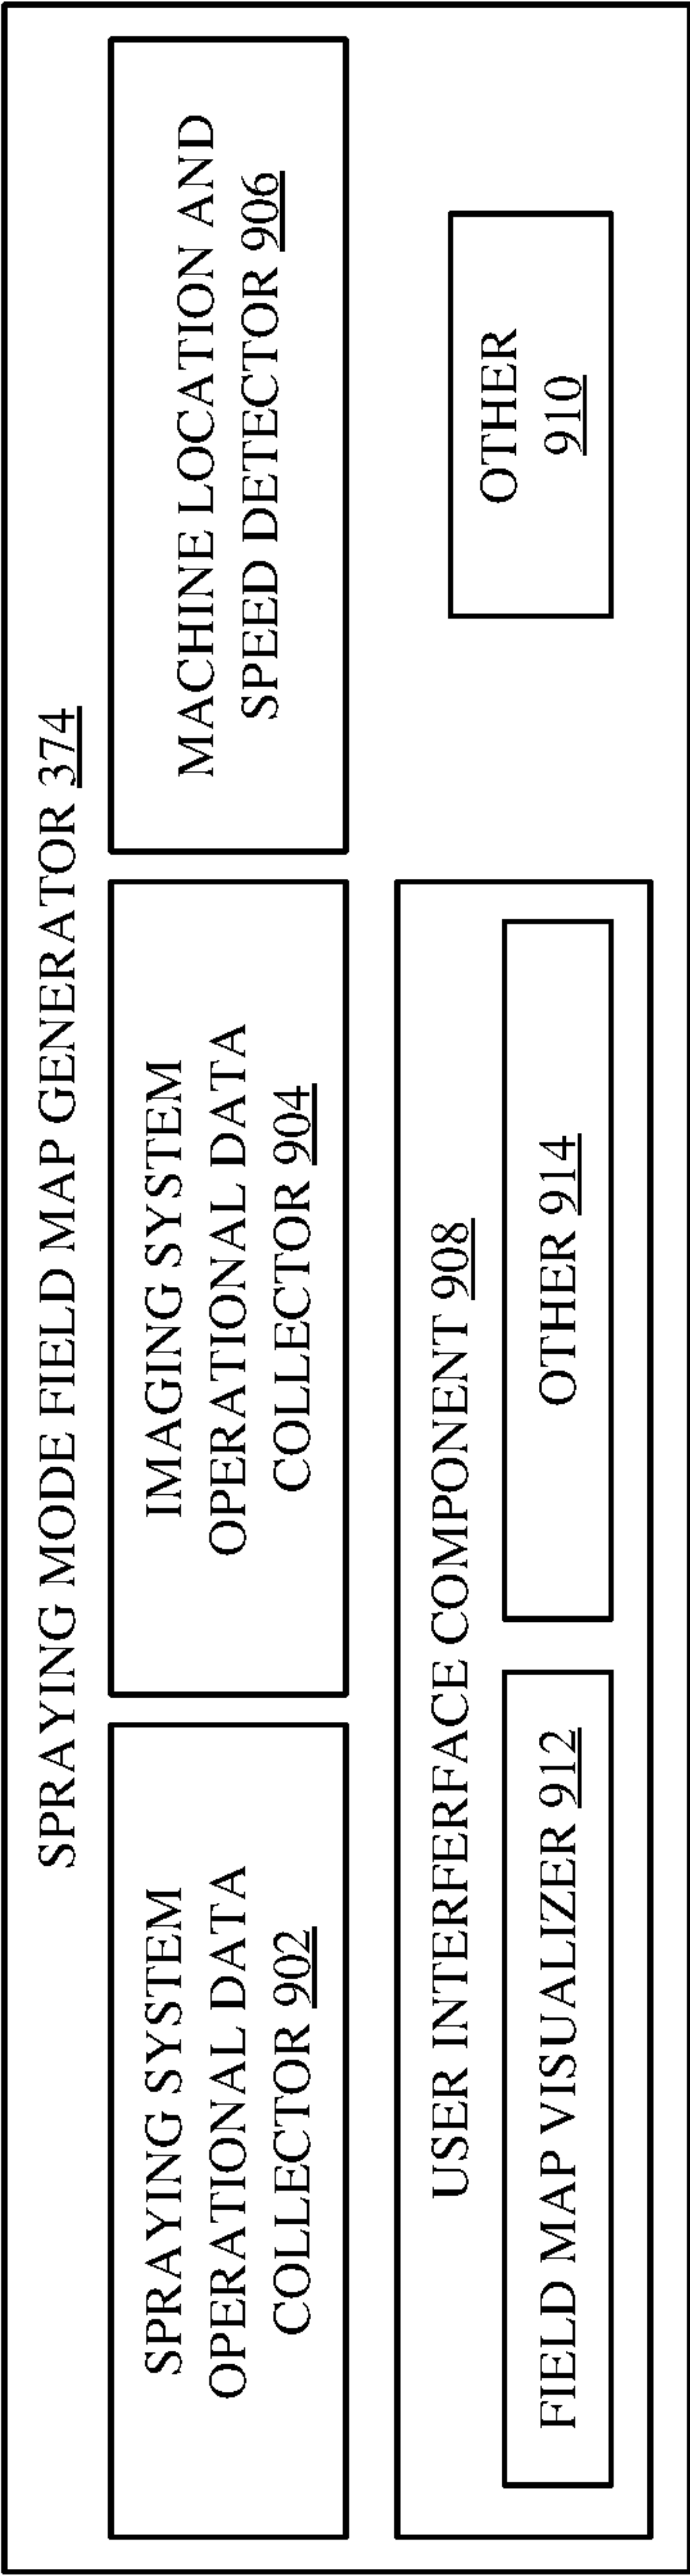 SPRAYING MODE FIELD MAP GENERATOR 374
SPRAYING SYSTEM
OPERATIONAL DATA
COLLECTOR 902
IMAGING SYSTEM
OPERATIONAL DATA
COLLECTOR 904
MACHINE LOCATION AND
SPEED DETECTOR 906
USER INTERFERFACE COMPONENT 908
FIELD MAP VISUALIZER 912
OTHER 914
OTHER
910